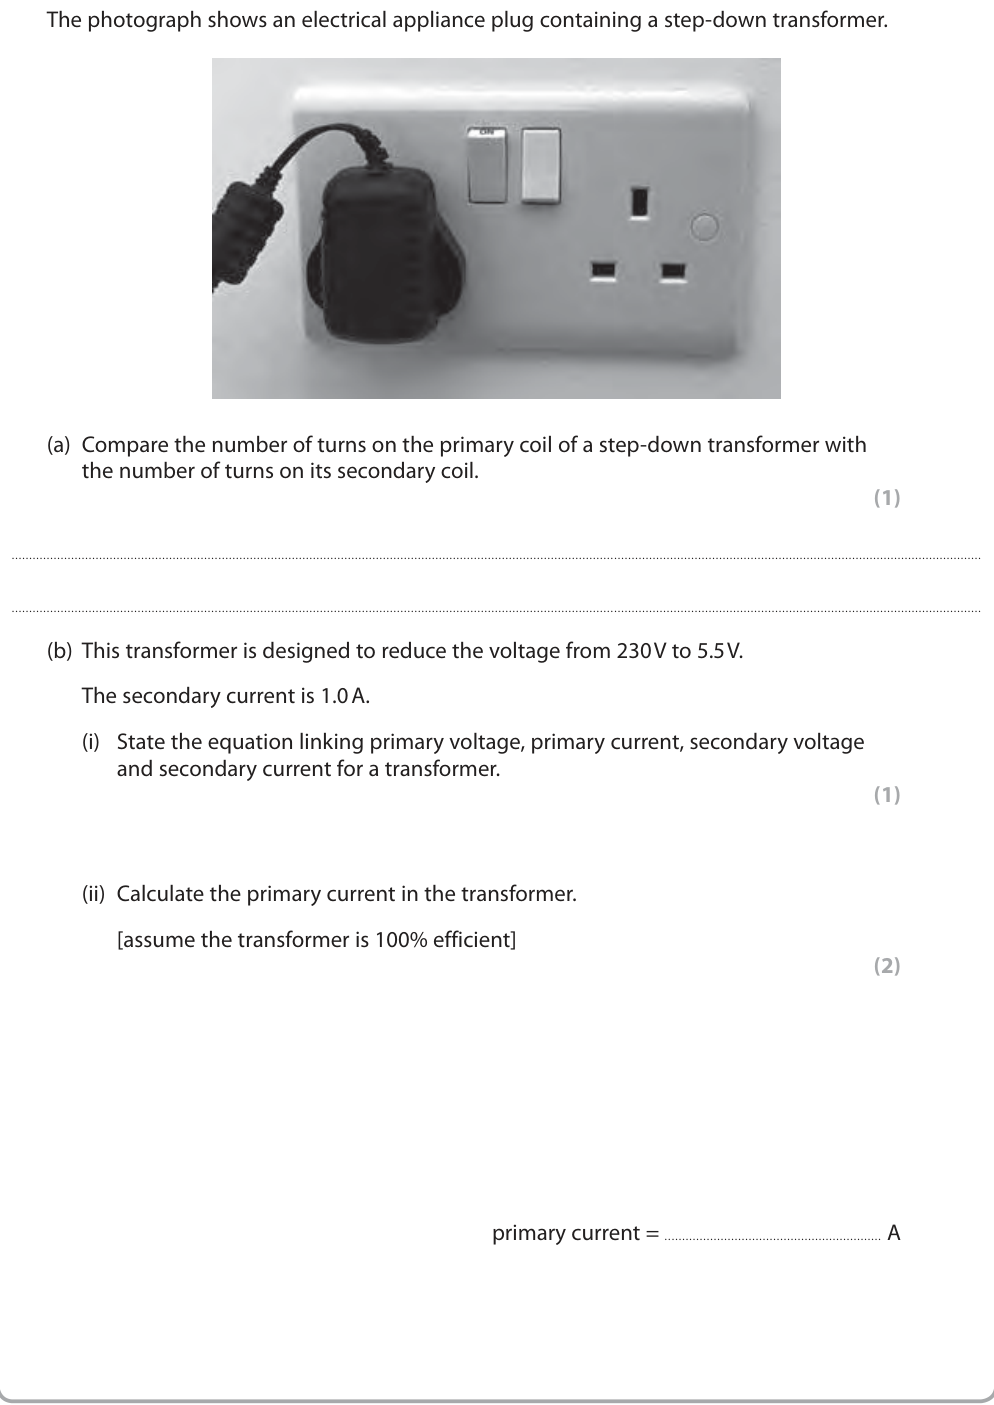 The photograph shows an electrical appliance plug containing a step-down transformer.
ON
(a) Compare the number of turns on the primary coil of a step-down transformer with
the number of turns on its secondary coil.
(1)
(b) This transformer is designed to reduce the voltage from 230 V to 5.5 V.
The secondary current is 1.0 A.
(i) State the equation linking primary voltage, primary current, secondary voltage
and secondary current for a transformer.
(1)
(ii) Calculate the primary current in the transformer.
[assume the transformer is 100% efficient]
(2)
primary current = ............................................................ A